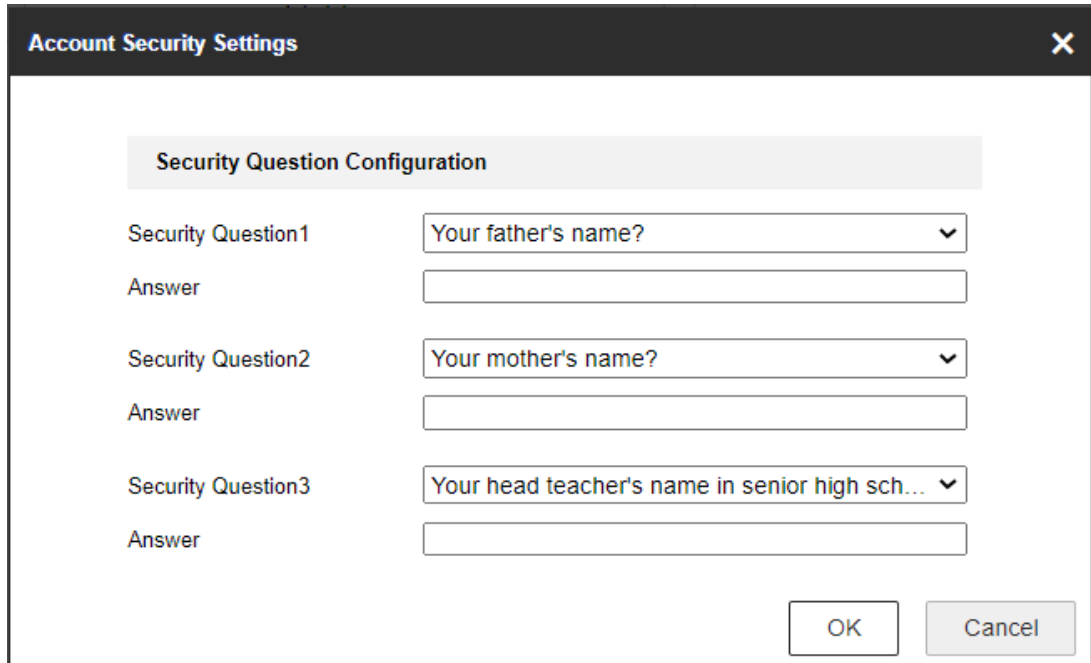 Account Security Settings
Security Question Configuration
Security Question1 Your father's name?
Answer
Security Question2 Your mother's name?
Answer
Security Question3 Your head teacher's name in senior high sch...
Answer
OK Cancel